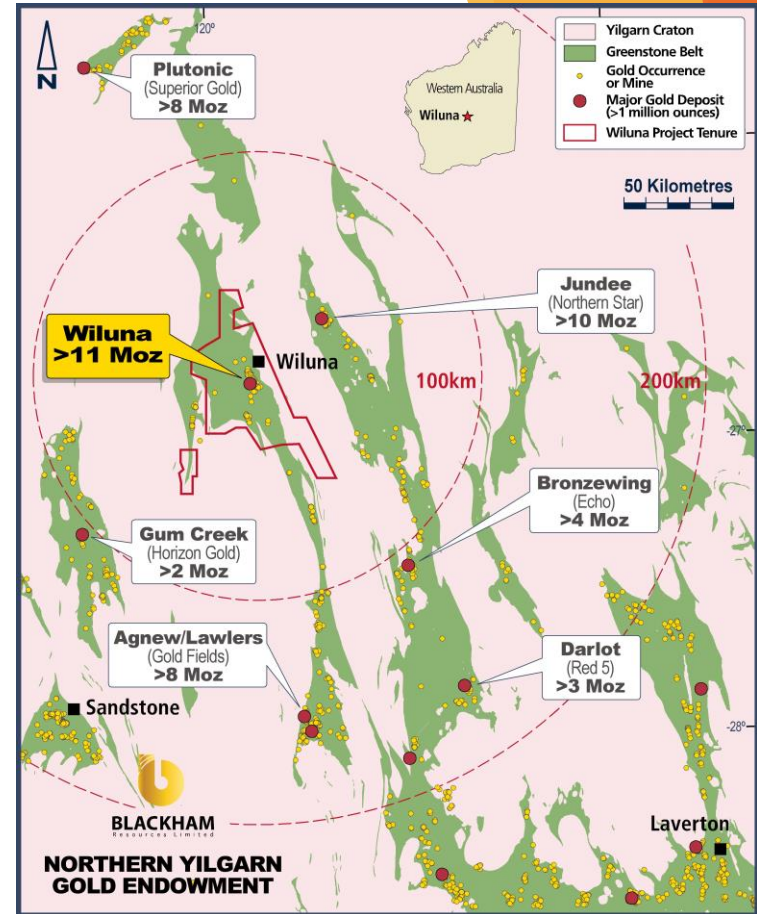 120°
N
Plutonic
(Superior Gold)
>8 Moz
Western Australia
Wiluna
Yilgarn Craton
Greenstone Belt
Gold Occurrence
or Mine
Major Gold Deposit
(>1 million ounces)
Wiluna Project Tenure
50 Kilometres
Jundee
(Northern Star)
>10 Moz
Wiluna
>11 Moz
Wiluna
100km
200km
-27°
Bronzewing
(Echo)
>4 Moz
Gum Creek
(Horizon Gold)
>2 Moz
Agnew/Lawlers
(Gold Fields)
>8 Moz
Darlot
(Red 5)
>3 Moz
Sandstone
-28°
BLACKHAM
Resources Limited
Laverton
NORTHERN YILGARN
GOLD ENDOWMENT